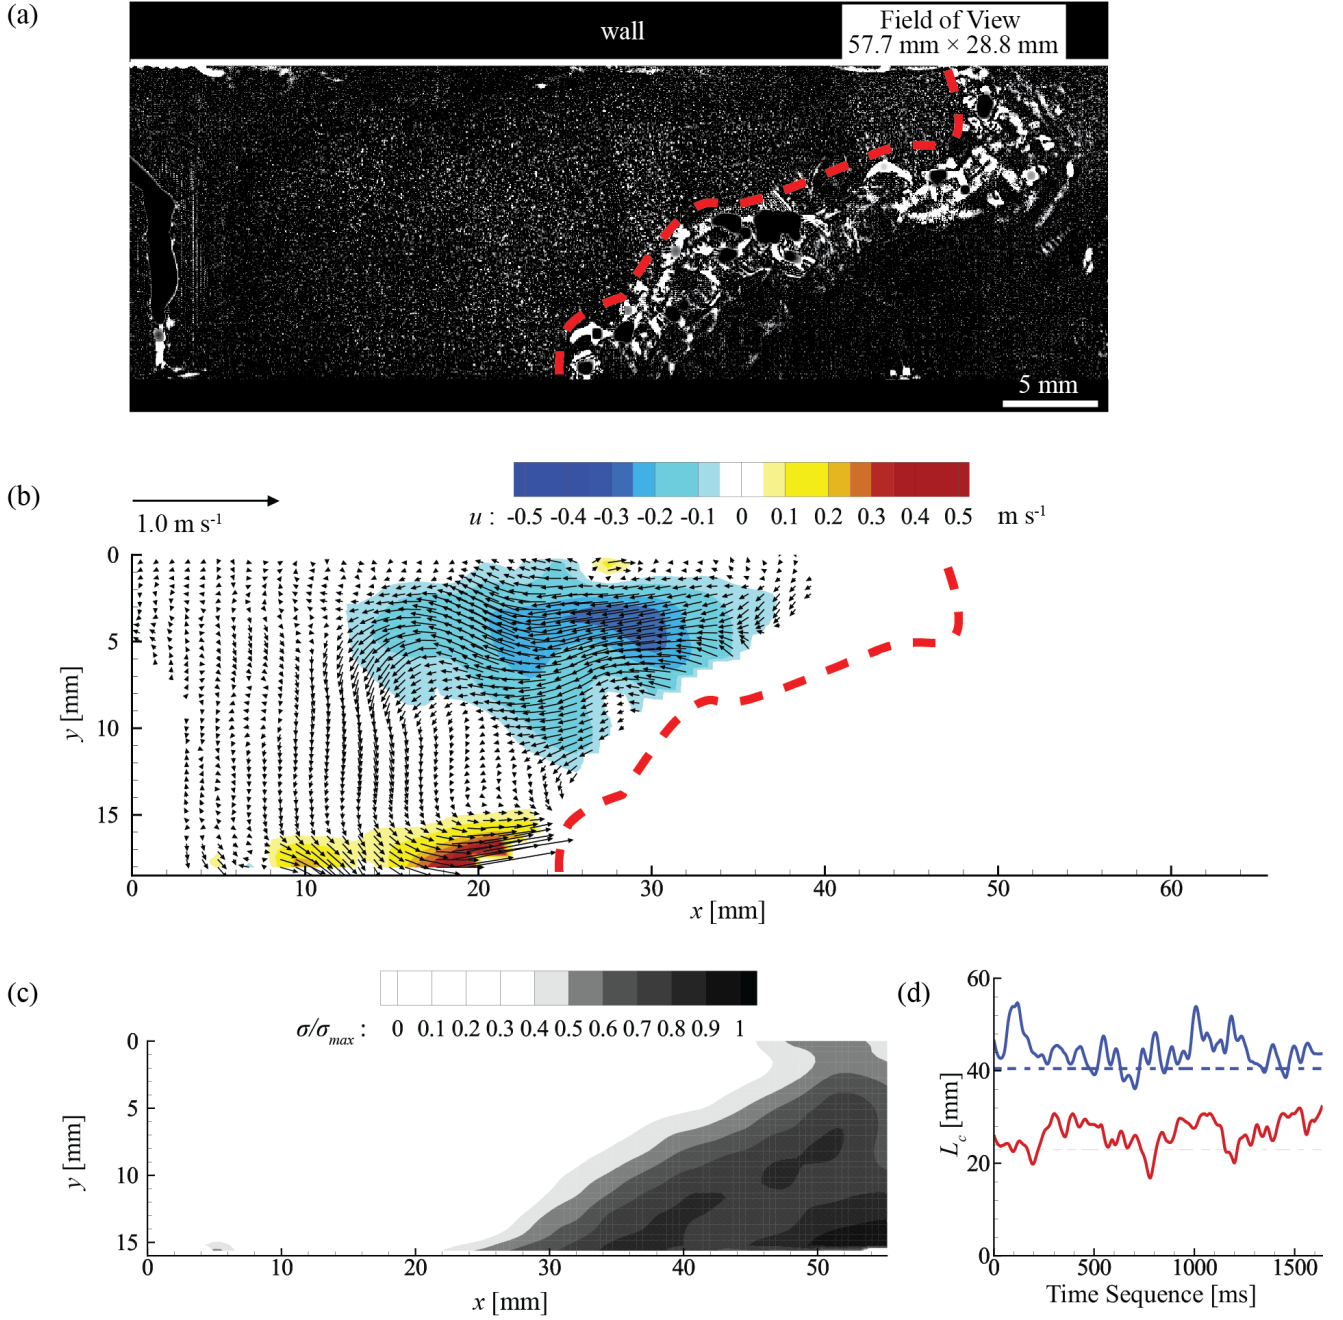 (a)
wall
Field of View
57.7 mm × 28.8 mm
5 mm
(b)
1.0 m s⁻¹
u : -0.5 -0.4 -0.3 -0.2 -0.1 0 0.1 0.2 0.3 0.4 0.5 m s⁻¹
0
5
10
15
y [mm]
0 10 20 30 40 50 60
x [mm]
(c)
σ/σmax : 0 0.1 0.2 0.3 0.4 0.5 0.6 0.7 0.8 0.9 1
0
5
10
15
y [mm]
0 10 20 30 40 50
x [mm]
(d)
60
40
20
0
Lc [mm]
0 500 1000 1500
Time Sequence [ms]